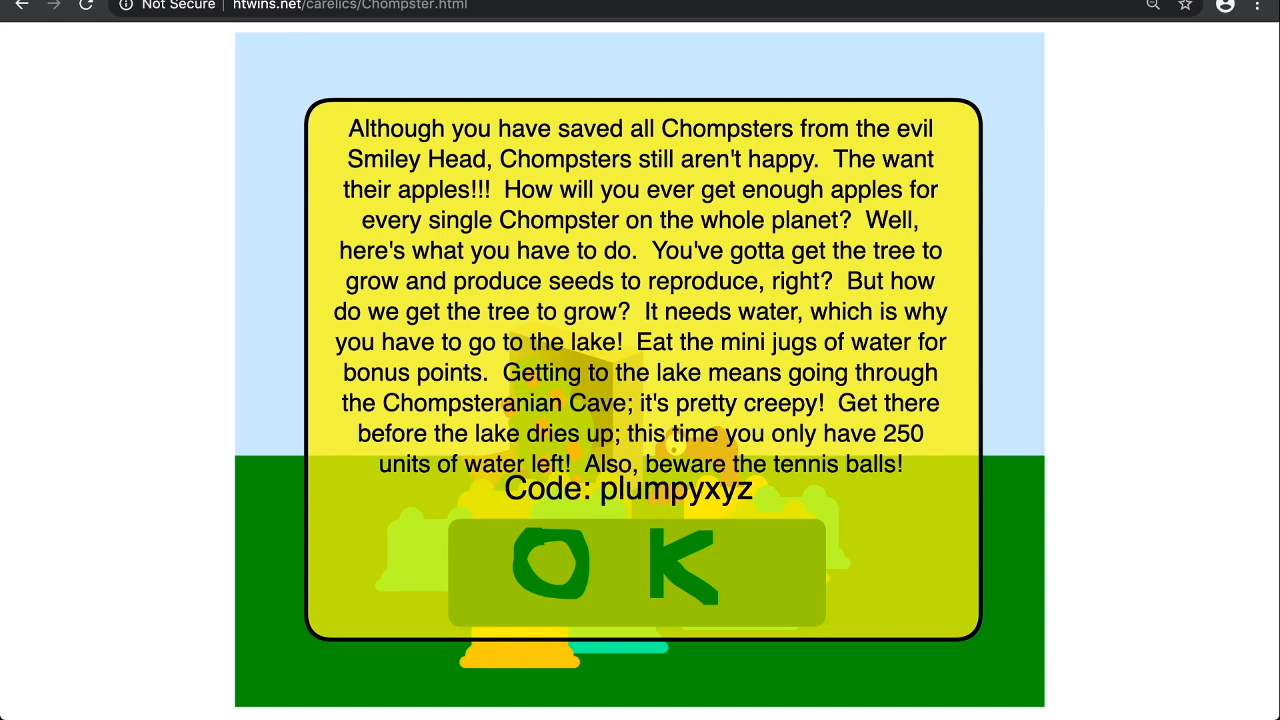 Not Secure | htwins.net/carelics/Chompster.html
Although you have saved all Chompsters from the evil
Smiley Head, Chompsters still aren't happy.  The want
their apples!!!  How will you ever get enough apples for
every single Chompster on the whole planet?  Well,
here's what you have to do.  You've gotta get the tree to
grow and produce seeds to reproduce, right?  But how
do we get the tree to grow?  It needs water, which is why
you have to go to the lake!  Eat the mini jugs of water for
bonus points.  Getting to the lake means going through
the Chompsteranian Cave; it's pretty creepy!  Get there
before the lake dries up; this time you only have 250
units of water left!  Also, beware the tennis balls!
Code: plumpyxyz
OK